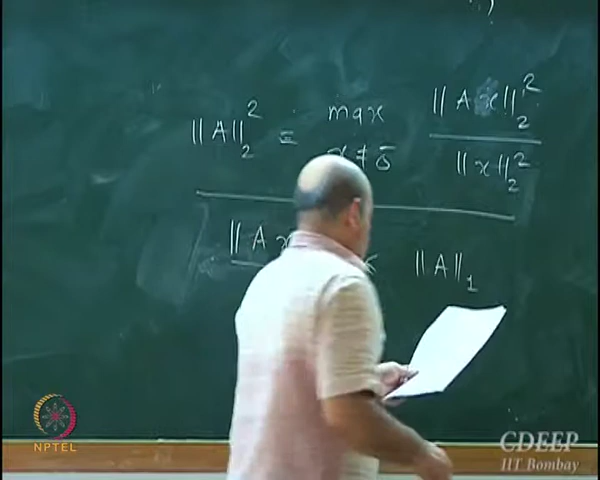 ‖A‖₂² = max ‖Ax‖₂²
x ≠ 0̄ ‖x‖₂²
‖A ‖A‖₁
NPTEL
CDEEP
IIT Bombay